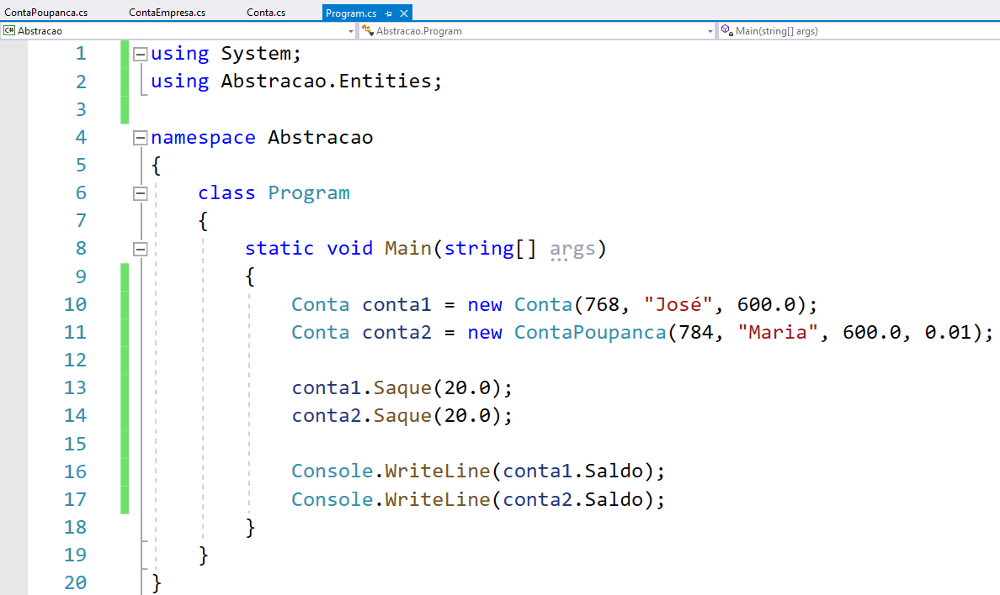 ContaPoupanca.cs ContaEmpresa.cs Conta.cs Program.cs
C# Abstracao Abstracao.Program Main(string[] args)
1 using System;
2 using Abstracao.Entities;
3
4 namespace Abstracao
5 {
6 class Program
7 {
8 static void Main(string[] args)
9 {
10 Conta conta1 = new Conta(768, "José", 600.0);
11 Conta conta2 = new ContaPoupanca(784, "Maria", 600.0, 0.01);
12
13 conta1.Saque(20.0);
14 conta2.Saque(20.0);
15
16 Console.WriteLine(conta1.Saldo);
17 Console.WriteLine(conta2.Saldo);
18 }
19 }
20 }